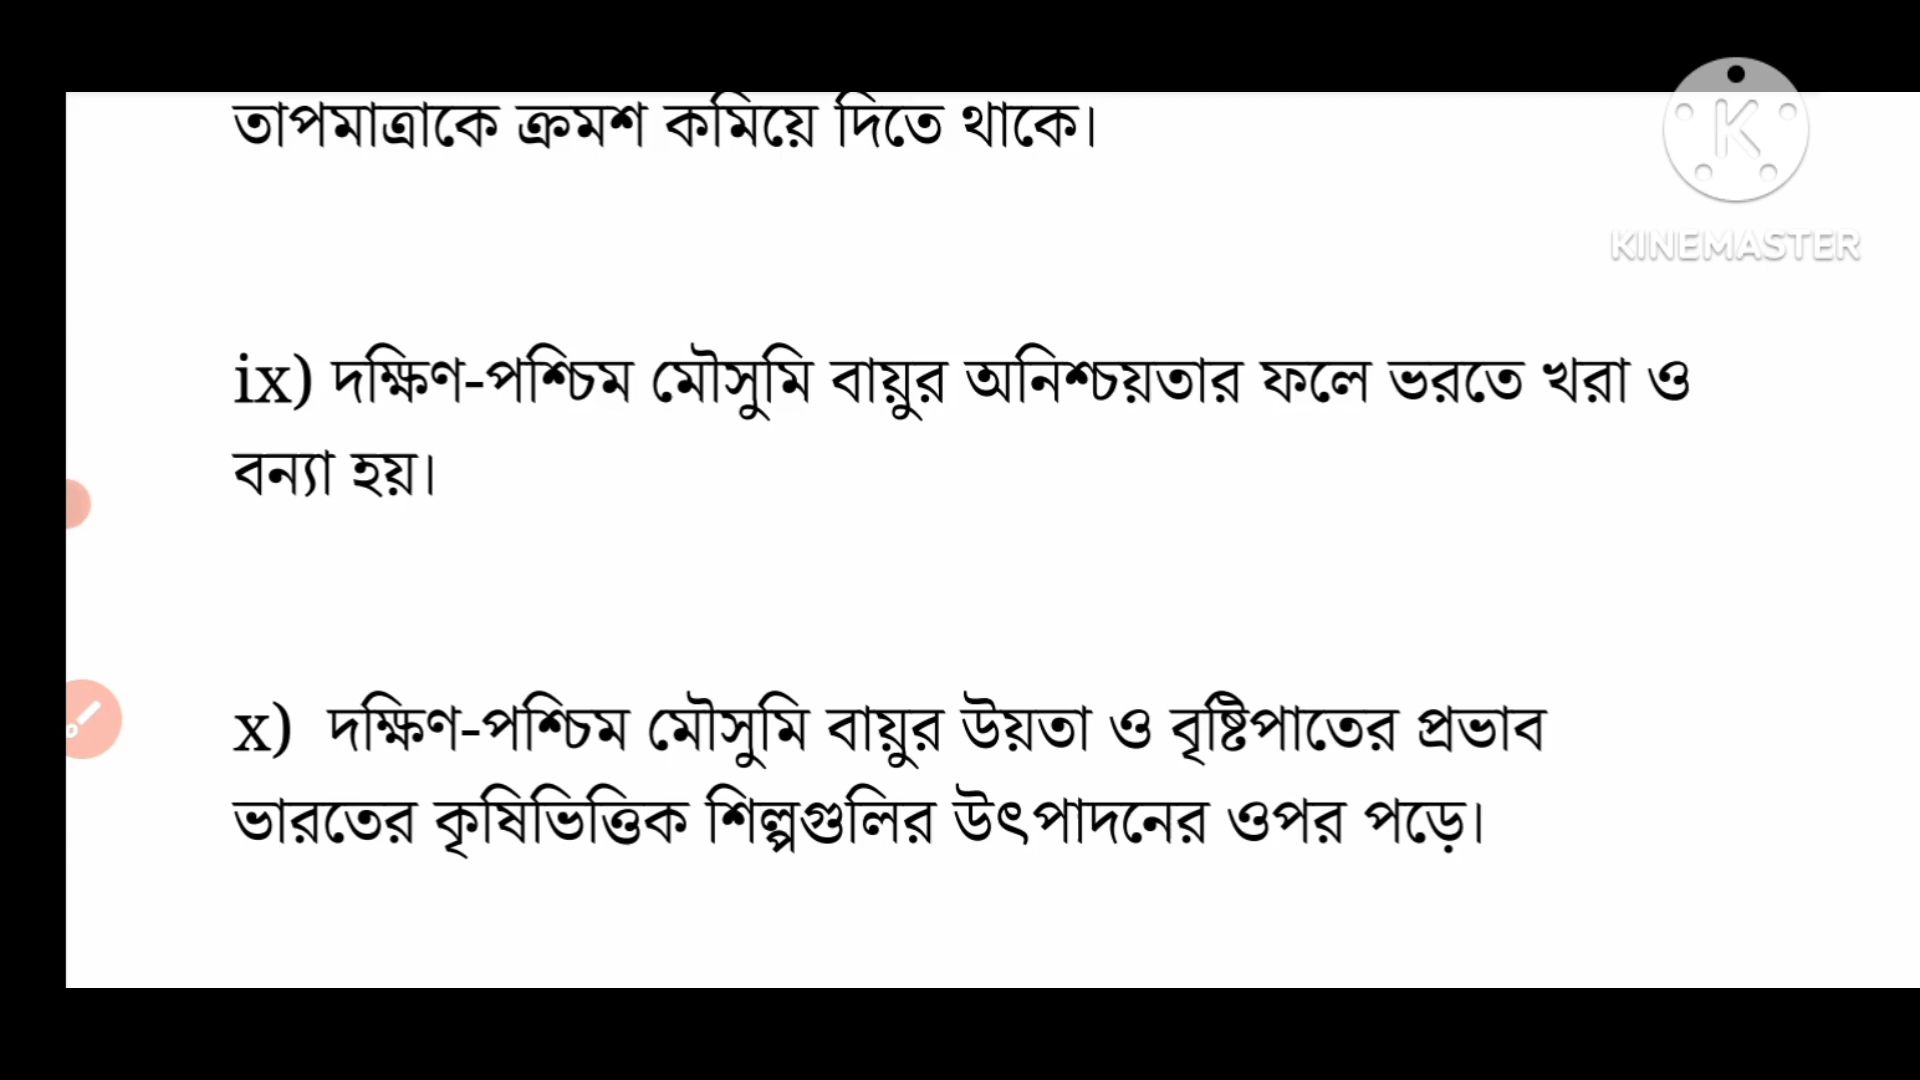 তাপমাত্রাকে ক্রমশ কমিয়ে দিতে থাকে।
KINEMASTER
ix) দক্ষিণ-পশ্চিম মৌসুমি বায়ুর অনিশ্চয়তার ফলে ভরতে খরা ও
বন্যা হয়।
x) দক্ষিণ-পশ্চিম মৌসুমি বায়ুর উয়তা ও বৃষ্টিপাতের প্রভাব
ভারতের কৃষিভিত্তিক শিল্পগুলির উৎপাদনের ওপর পড়ে।